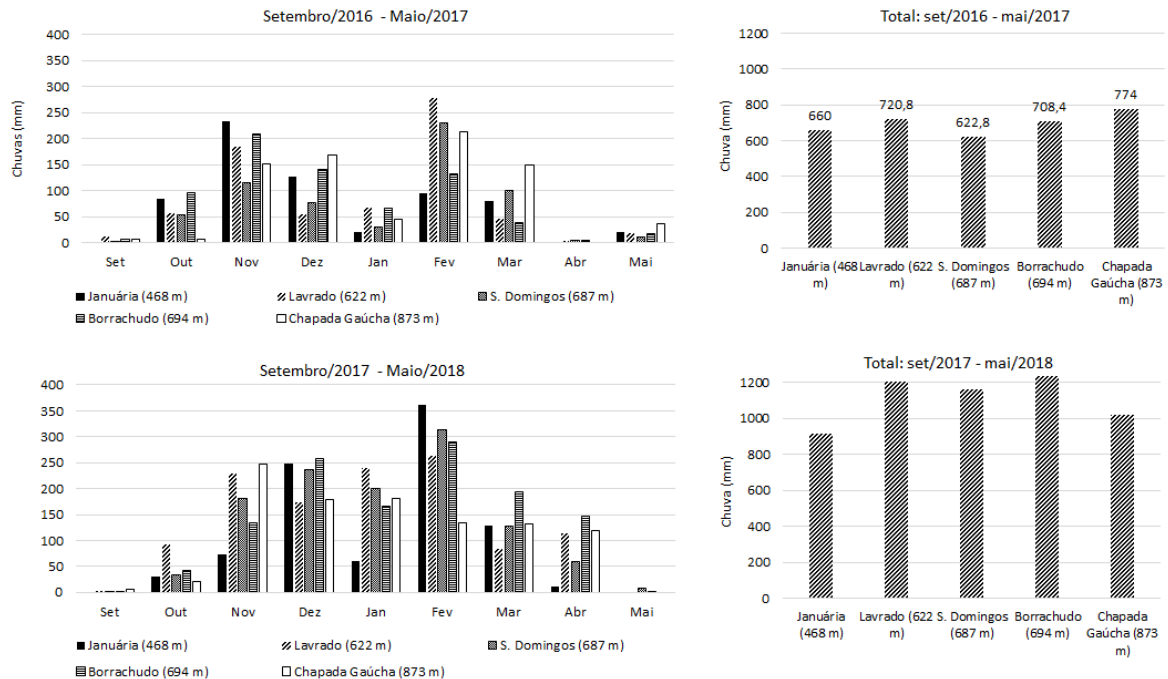 Setembro/2016 - Maio/2017
400
350
300
250
200
150
100
50
0
Chuvas (mm)
Set Out Nov Dez Jan Fev Mar Abr Mai
Januária (468 m) Lavrado (622 m) S. Domingos (687 m)
Borrachudo (694 m) Chapada Gaúcha (873 m)
Total: set/2016 - mai/2017
1200
1000
800
600
400
200
0
Chuva (mm)
660 720,8 622,8 708,4 774
Januária (468 m) Lavrado (622 m) S. Domingos (687 m) Borrachudo (694 m) Chapada Gaúcha (873 m)
Setembro/2017 - Maio/2018
400
350
300
250
200
150
100
50
0
Set Out Nov Dez Jan Fev Mar Abr Mai
Januária (468 m) Lavrado (622 m) S. Domingos (687 m)
Borrachudo (694 m) Chapada Gaúcha (873 m)
Total: set/2017 - mai/2018
1200
1000
800
600
400
200
0
Chuva (mm)
Januária (468 m) Lavrado (622 m) S. Domingos (687 m) Borrachudo (694 m) Chapada Gaúcha (873 m)